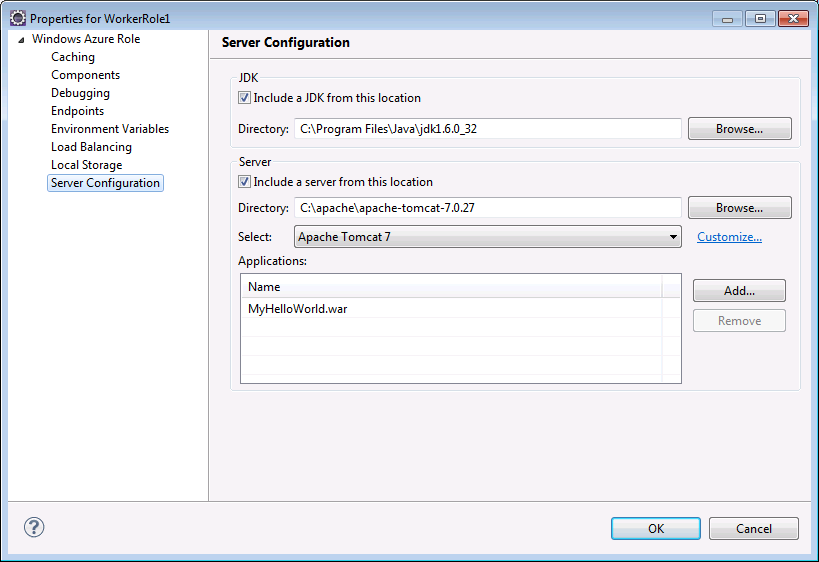 Properties for WorkerRole1
Windows Azure Role
Caching
Components
Debugging
Endpoints
Environment Variables
Load Balancing
Local Storage
Server Configuration
Server Configuration
JDK
Include a JDK from this location
Directory: C:\Program Files\Java\jdk1.6.0_32 Browse...
Server
Include a server from this location
Directory: C:\apache\apache-tomcat-7.0.27 Browse...
Select: Apache Tomcat 7 Customize...
Applications:
Name
Add...
MyHelloWorld.war
Remove
?
OK Cancel